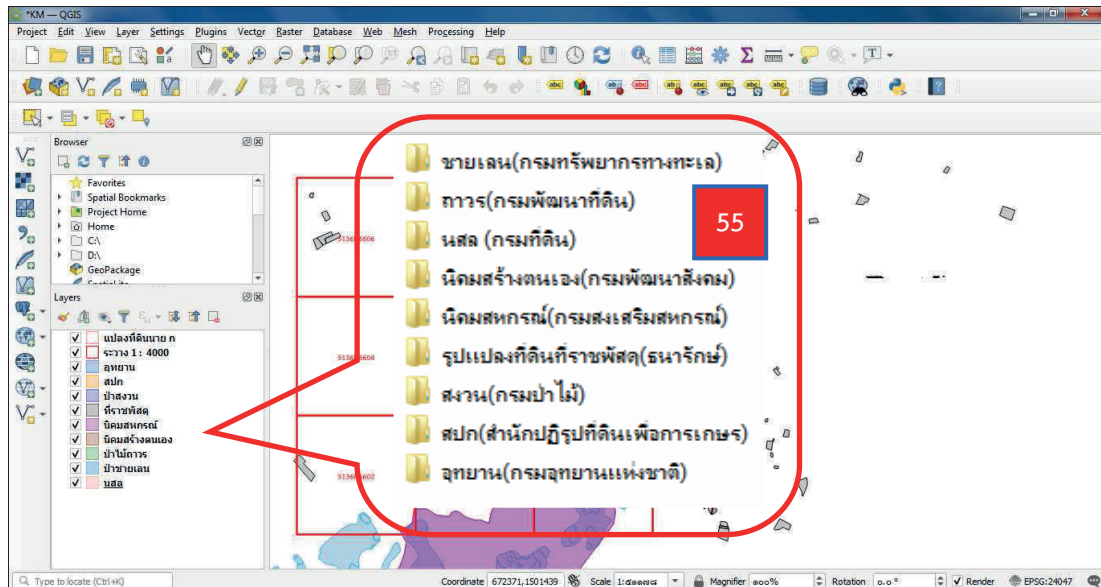 *KM — QGIS
Project Edit View Layer Settings Plugins Vector Raster Database Web Mesh Processing Help
Browser
Favorites
Spatial Bookmarks
Project Home
Home
C:\
D:\
GeoPackage
SpatiaLite
Layers
แปลงที่ดินนาย ก
ระวาง 1 : 4000
อุทยาน
สปก
ป่าสงวน
ที่ราชพัสดุ
นิคมสหกรณ์
นิคมสร้างตนเอง
ป่าไม้ถาวร
ป่าชายเลน
นสล
ชายเลน(กรมทรัพยากรทางทะเล)
ถาวร(กรมพัฒนาที่ดิน)
นสล (กรมที่ดิน)
นิคมสร้างตนเอง(กรมพัฒนาสังคม)
นิคมสหกรณ์(กรมสงเสริมสหกรณ์)
รูปแปลงที่ดินที่ราชพัสดุ(ธนารักษ์)
สงวน(กรมป่าไม้)
สปก(สำนักปฏิรูปที่ดินเพื่อการเกษร)
อุทยาน(กรมอุทยานแห่งชาติ)
55
Type to locate (Ctrl+K)
Coordinate 672371,1501439 Scale Magnifier ๑๐๐% Rotation ๐.๐ ° Render EPSG:24047